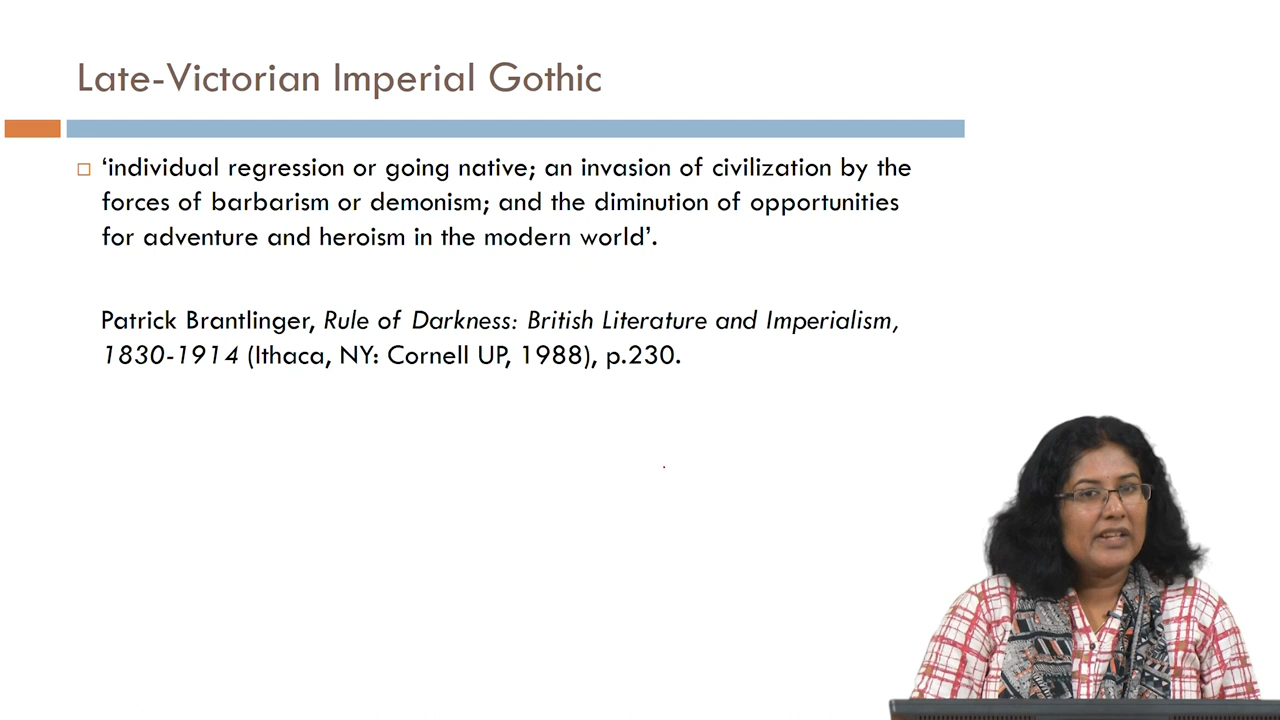 Late-Victorian Imperial Gothic
‘individual regression or going native; an invasion of civilization by the
forces of barbarism or demonism; and the diminution of opportunities
for adventure and heroism in the modern world’.
Patrick Brantlinger, Rule of Darkness: British Literature and Imperialism,
1830-1914 (Ithaca, NY: Cornell UP, 1988), p.230.